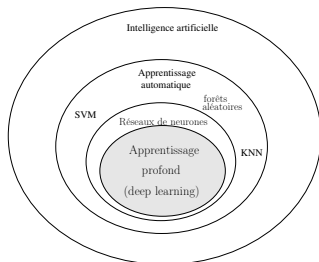 Intelligence artificielle
Apprentissage
automatique
forêts
aléatoires
SVM
Réseaux de neurones
Apprentissage
profond
(deep learning)
KNN